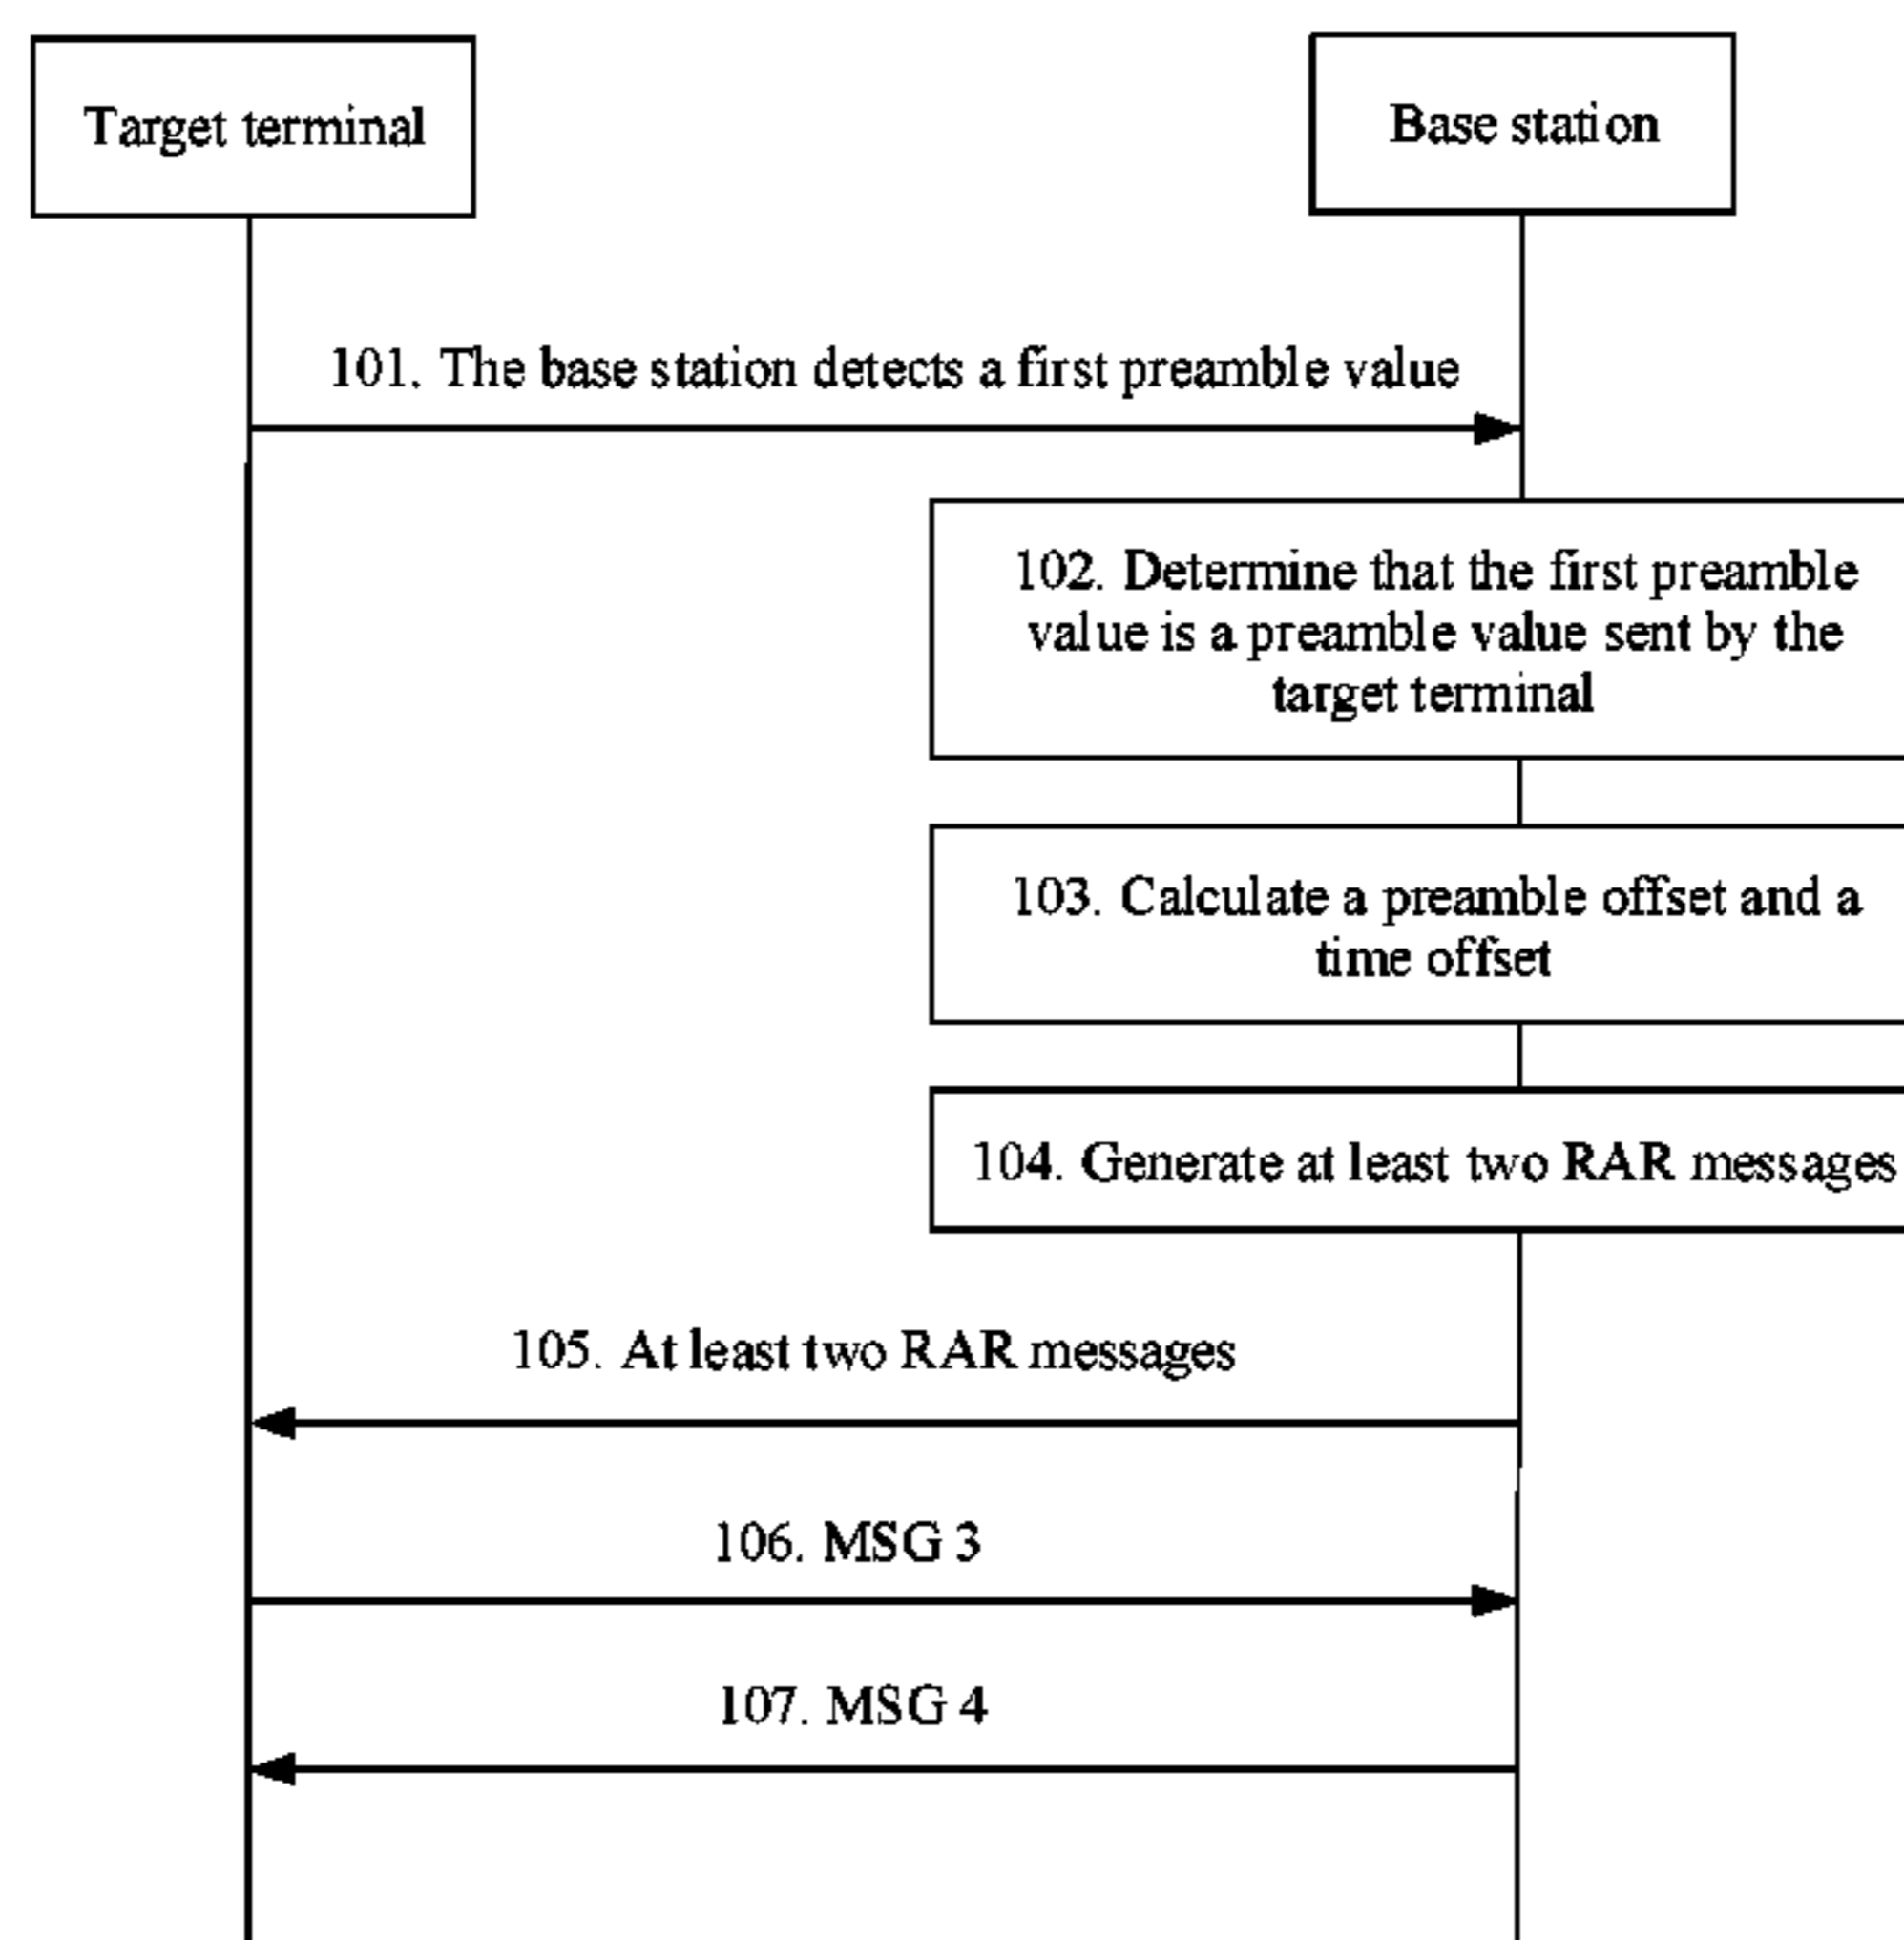 Target terminal
Base station
101. The base station detects a first preamble value
102. Determine that the first preamble
value is a preamble value sent by the
target terminal
103. Calculate a preamble offset and a
time offset
104. Generate at least two RAR messages
105. At least two RAR messages
106. MSG 3
107. MSG 4